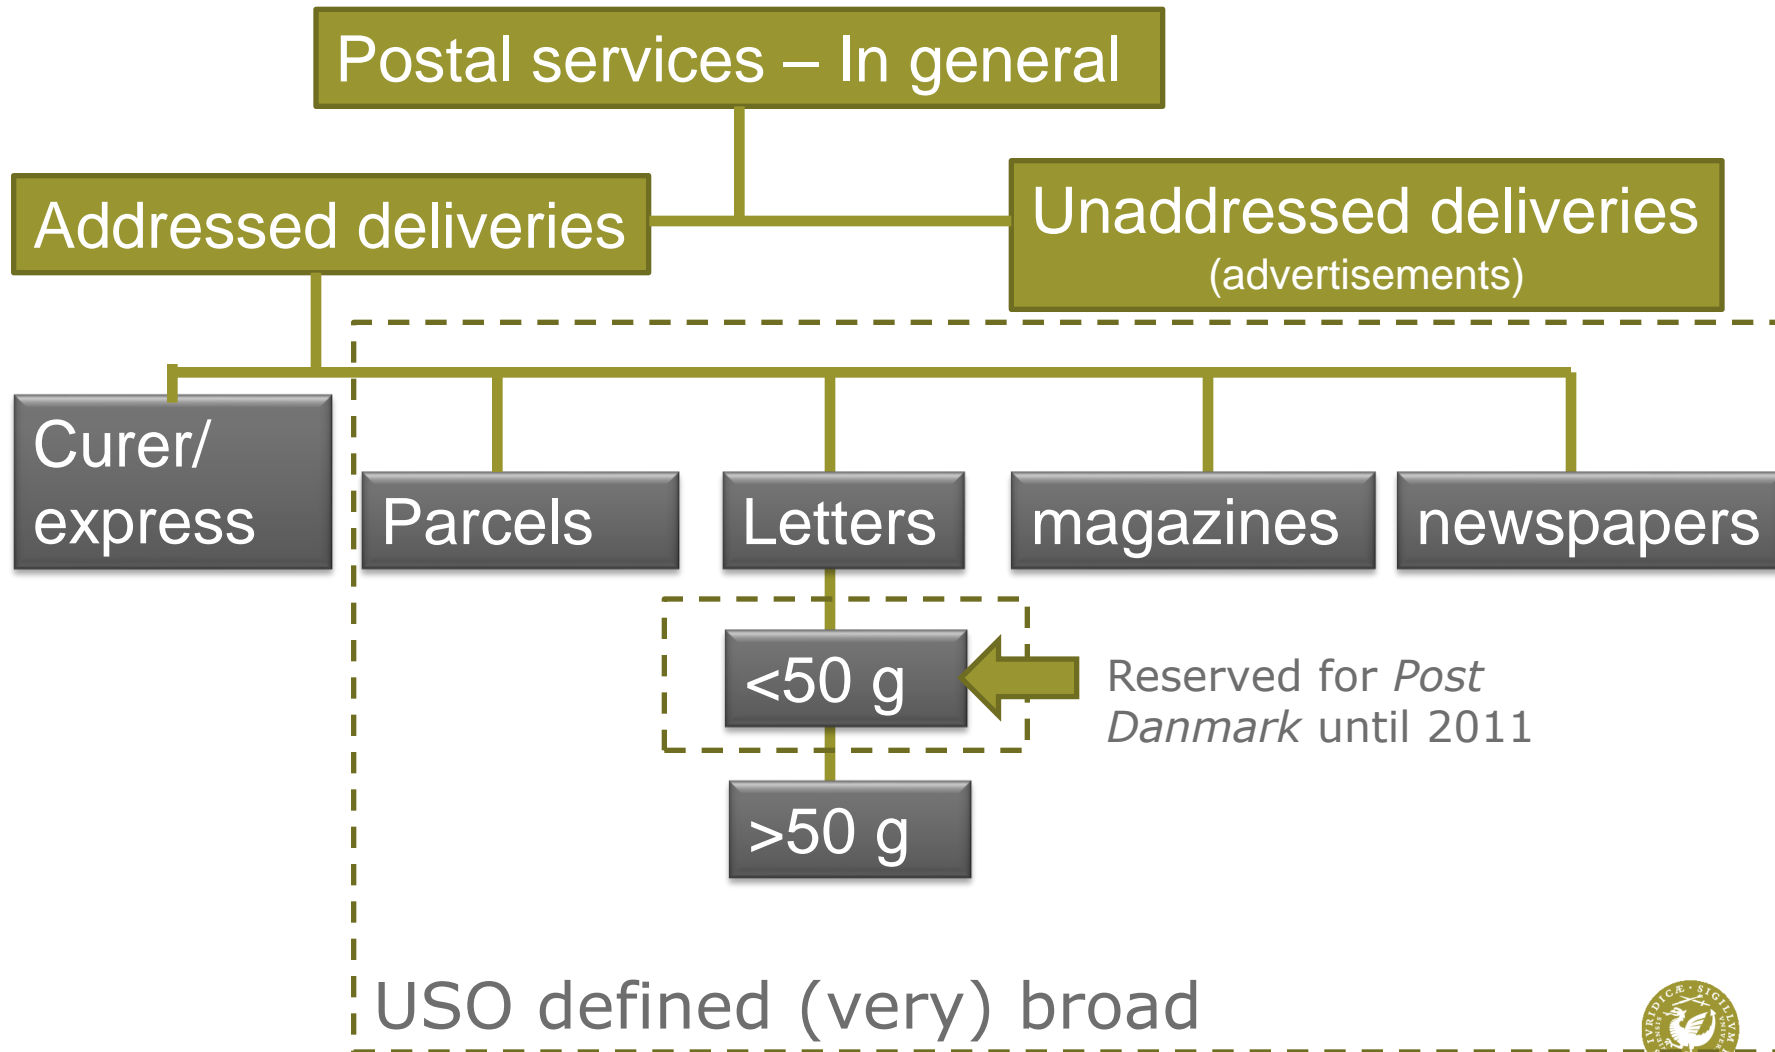 Postal services – In general
Addressed deliveries
Unaddressed deliveries
(advertisements)
Curer/
express
Parcels
Letters
magazines
newspapers
<50 g
Reserved for Post
Danmark until 2011
>50 g
USO defined (very) broad